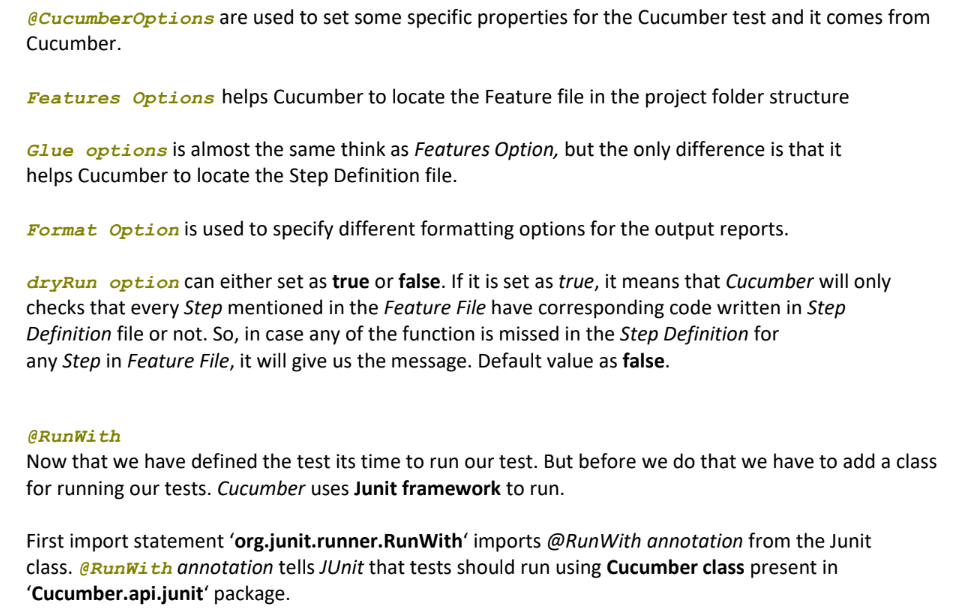 @CucumberOptions are used to set some specific properties for the Cucumber test and it comes from
Cucumber.
Features Options helps Cucumber to locate the Feature file in the project folder structure
Glue options is almost the same think as Features Option, but the only difference is that it
helps Cucumber to locate the Step Definition file.
Format Option is used to specify different formatting options for the output reports.
dryRun option can either set as true or false. If it is set as true, it means that Cucumber will only
checks that every Step mentioned in the Feature File have corresponding code written in Step
Definition file or not. So, in case any of the function is missed in the Step Definition for
any Step in Feature File, it will give us the message. Default value as false.
@RunWith
Now that we have defined the test its time to run our test. But before we do that we have to add a class
for running our tests. Cucumber uses Junit framework to run.
First import statement ‘org.junit.runner.RunWith‘ imports @RunWith annotation from the Junit
class. @RunWith annotation tells JUnit that tests should run using Cucumber class present in
‘Cucumber.api.junit‘ package.